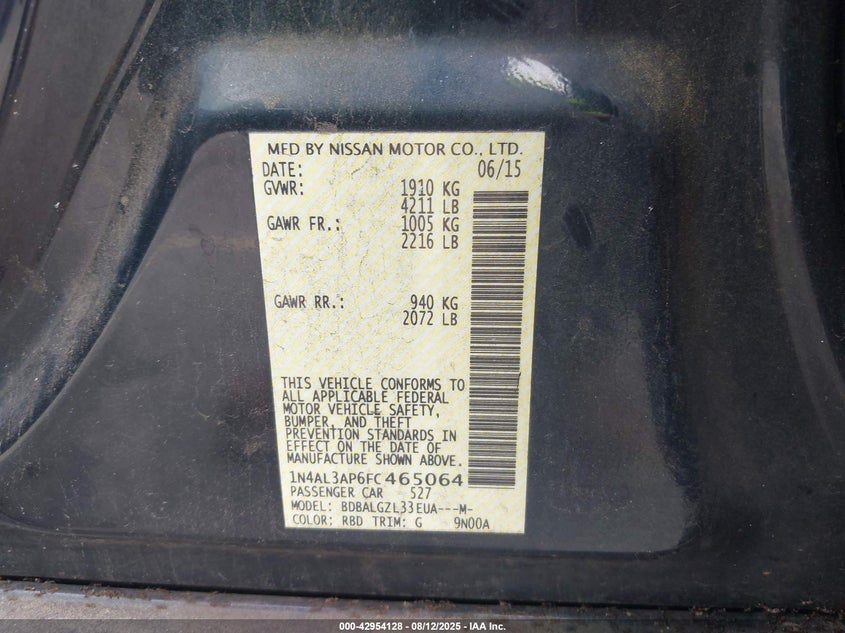 MFD BY NISSAN MOTOR CO., LTD.
DATE: 06/15
GVWR: 1910 KG
4211 LB
GAWR FR.: 1005 KG
2216 LB
GAWR RR.: 940 KG
2072 LB
THIS VEHICLE CONFORMS TO
ALL APPLICABLE FEDERAL
MOTOR VEHICLE SAFETY,
BUMPER, AND THEFT
PREVENTION STANDARDS IN
EFFECT ON THE DATE OF
MANUFACTURE SHOWN ABOVE.
1N4AL3AP6FC465064
PASSENGER CAR 527
MODEL: BDBALGZL33EUA---M-
COLOR: RBD TRIM: G 9N00A
000-42954128 - 08/12/2025 - IAA Inc.